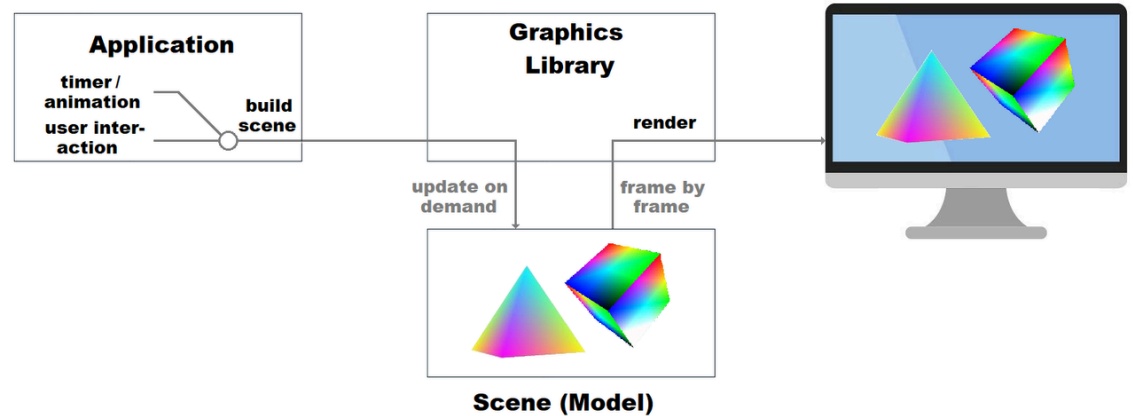 Application
timer / 
animation
user inter-
action
build
scene
Graphics
Library
render
update on
demand
frame by
frame
Scene (Model)